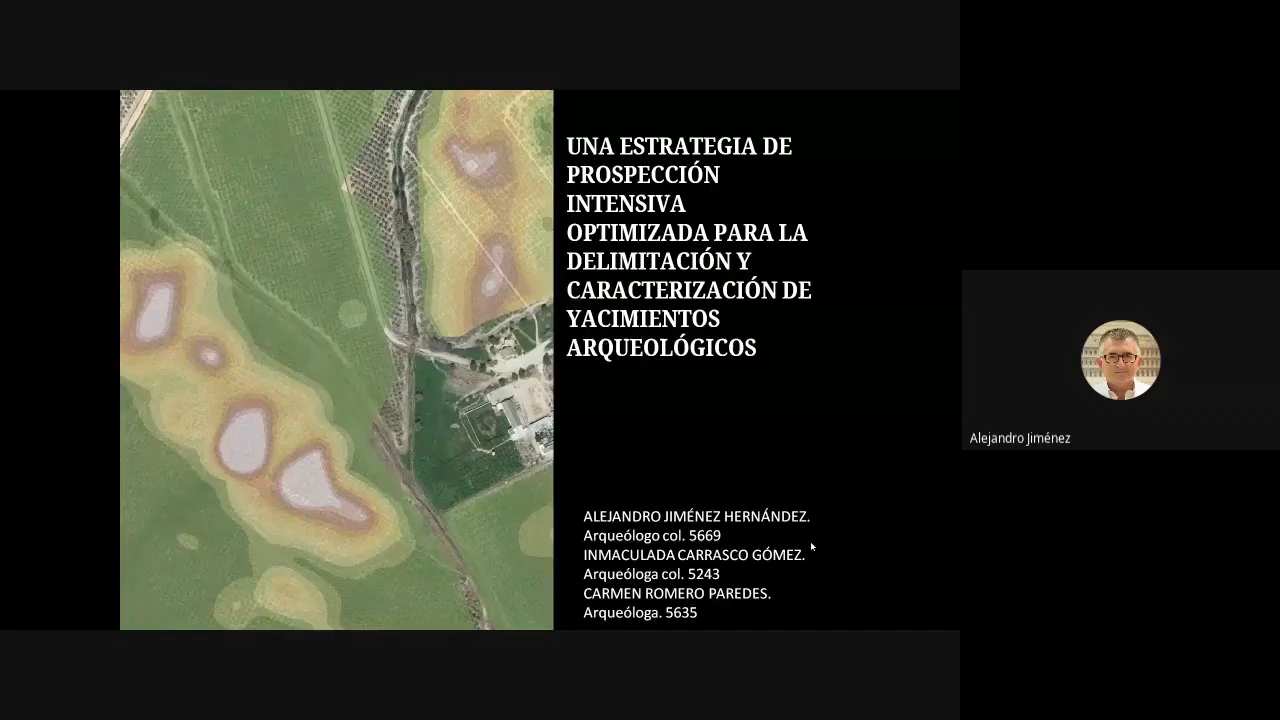 UNA ESTRATEGIA DE
PROSPECCIÓN
INTENSIVA
OPTIMIZADA PARA LA
DELIMITACIÓN Y
CARACTERIZACIÓN DE
YACIMIENTOS
ARQUEOLÓGICOS
ALEJANDRO JIMÉNEZ HERNÁNDEZ.
Arqueólogo col. 5669
INMACULADA CARRASCO GÓMEZ.
Arqueóloga col. 5243
CARMEN ROMERO PAREDES.
Arqueóloga. 5635
Alejandro Jiménez